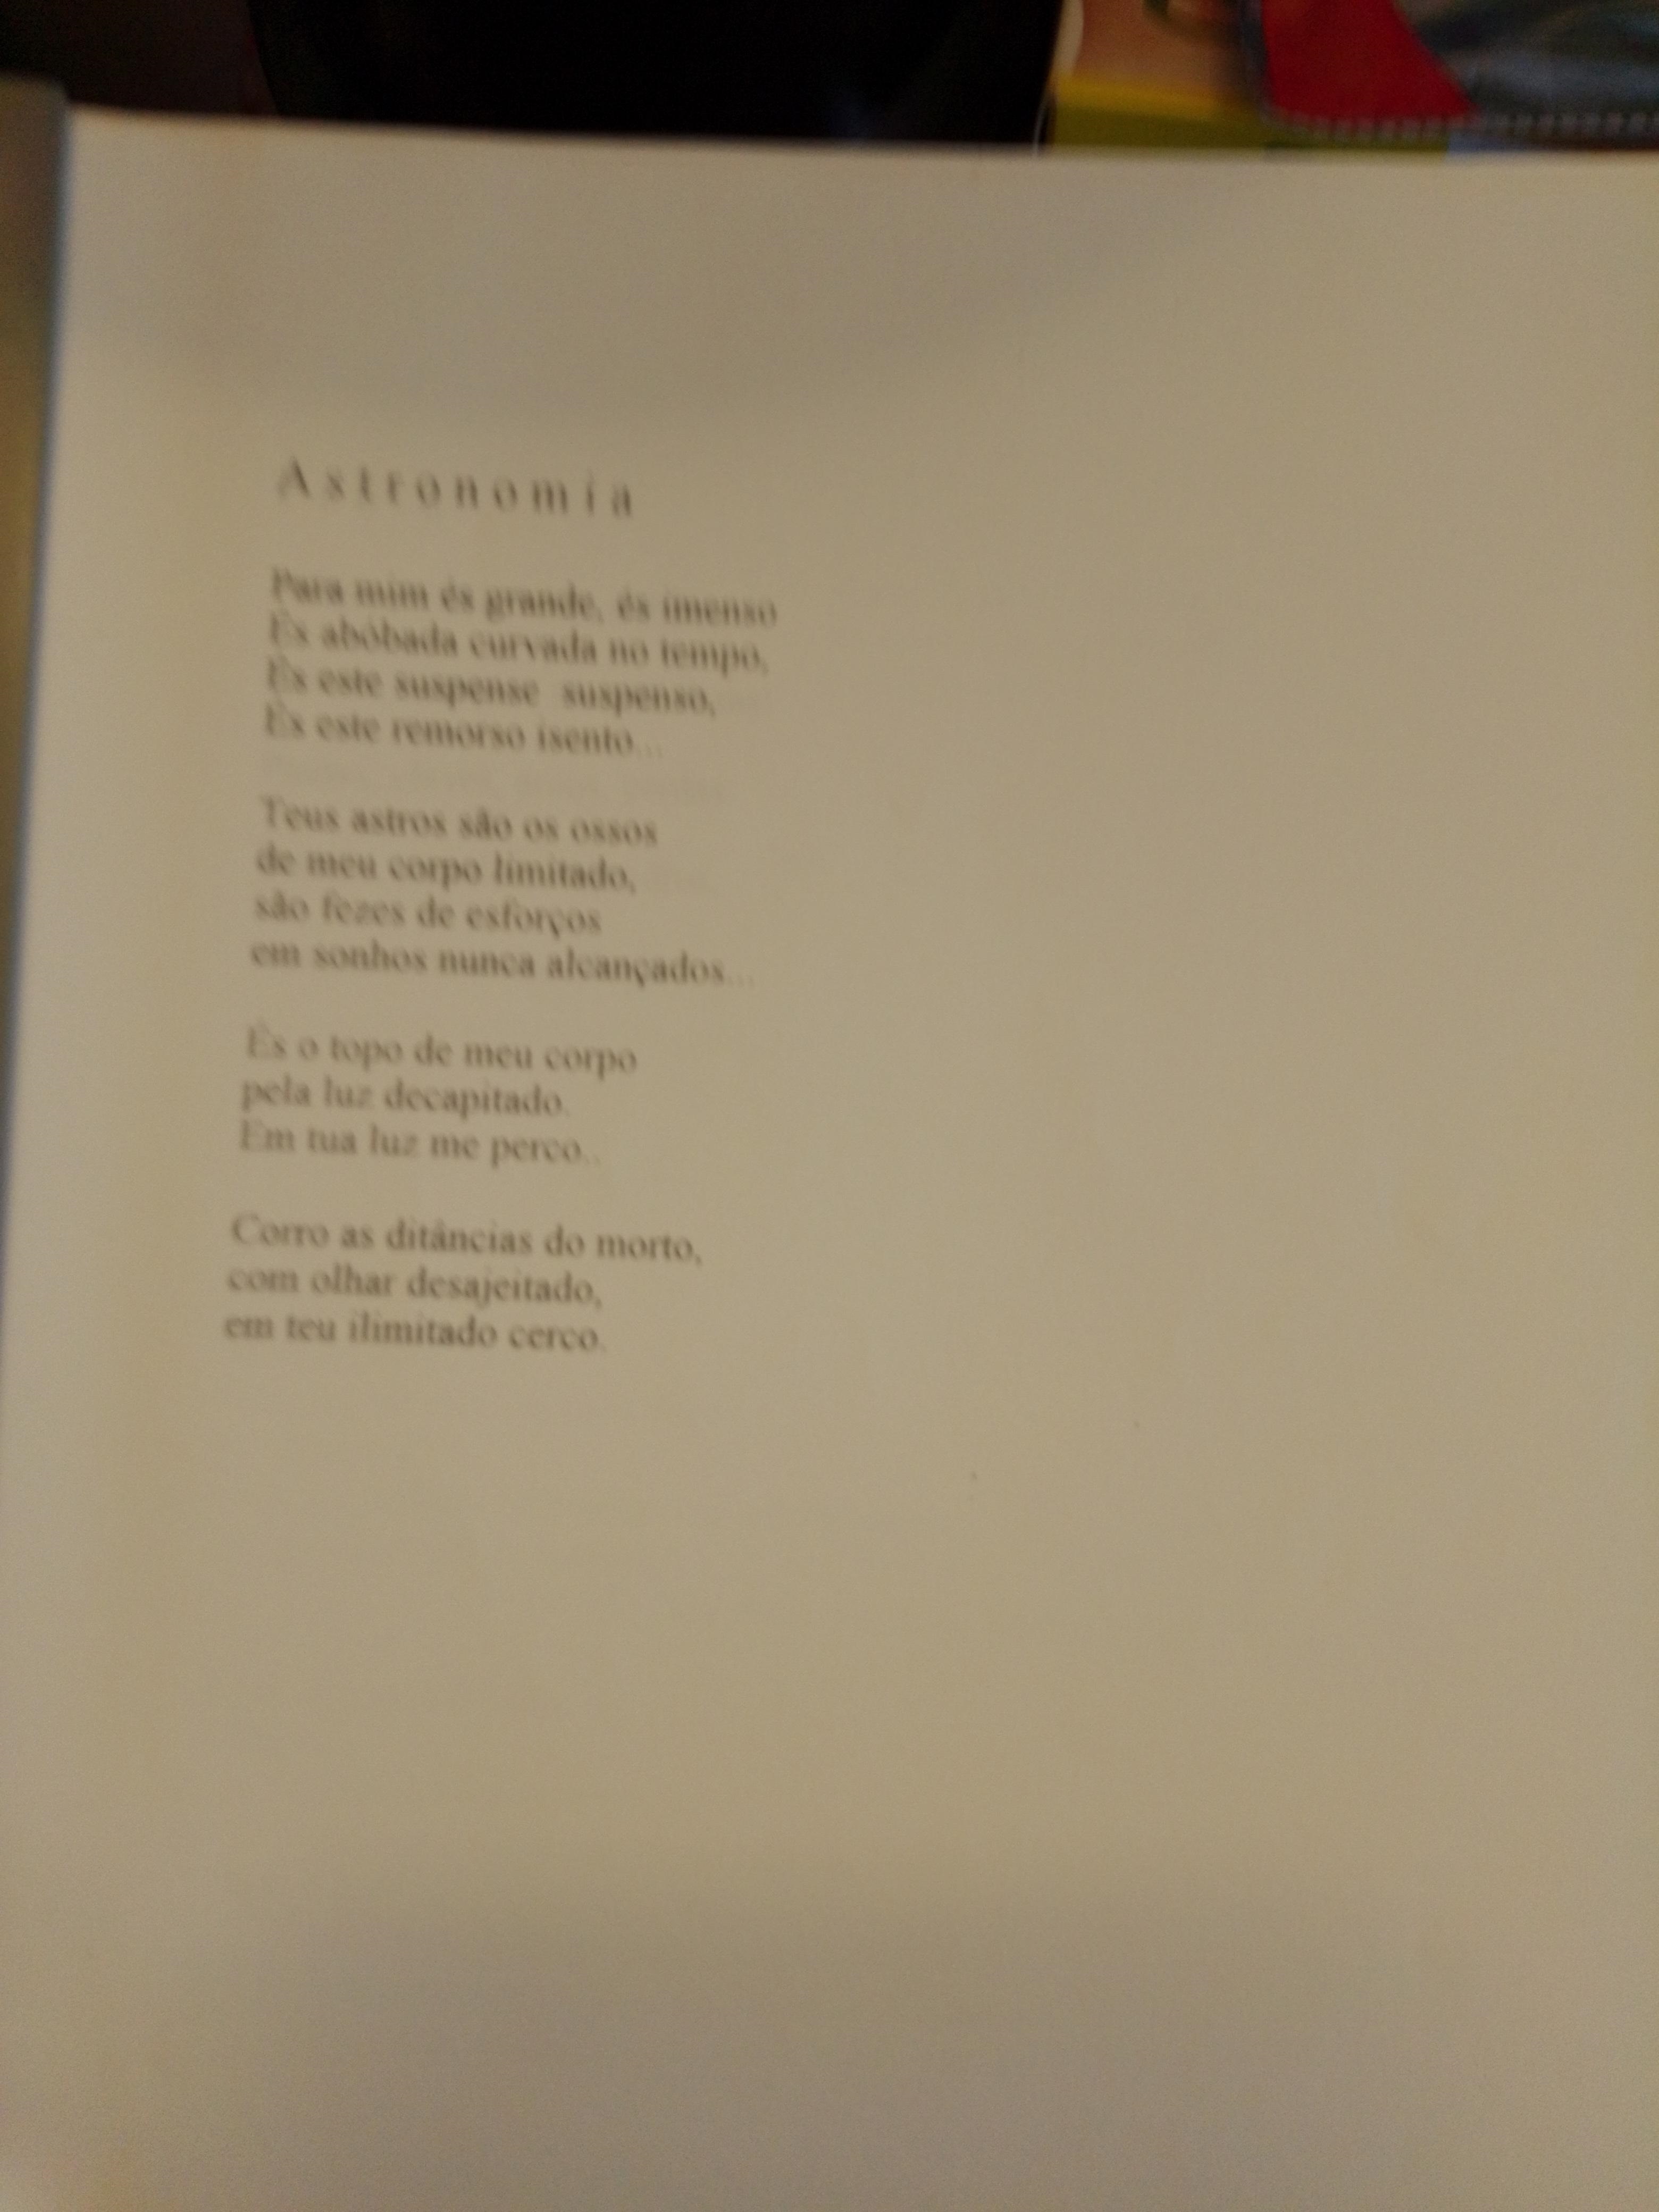 Astronomia
Para mim és grande, és imenso
És abóbada curvada no tempo,
És este suspense suspenso,
És este remorso isento...
Teus astros são os ossos
de meu corpo limitado,
são fezes de esforços
em sonhos nunca alcançados...
És o topo de meu corpo
pela luz decapitado.
Em tua luz me perco..
Corro as ditâncias do morto,
com olhar desajeitado,
em teu ilimitado cerco.